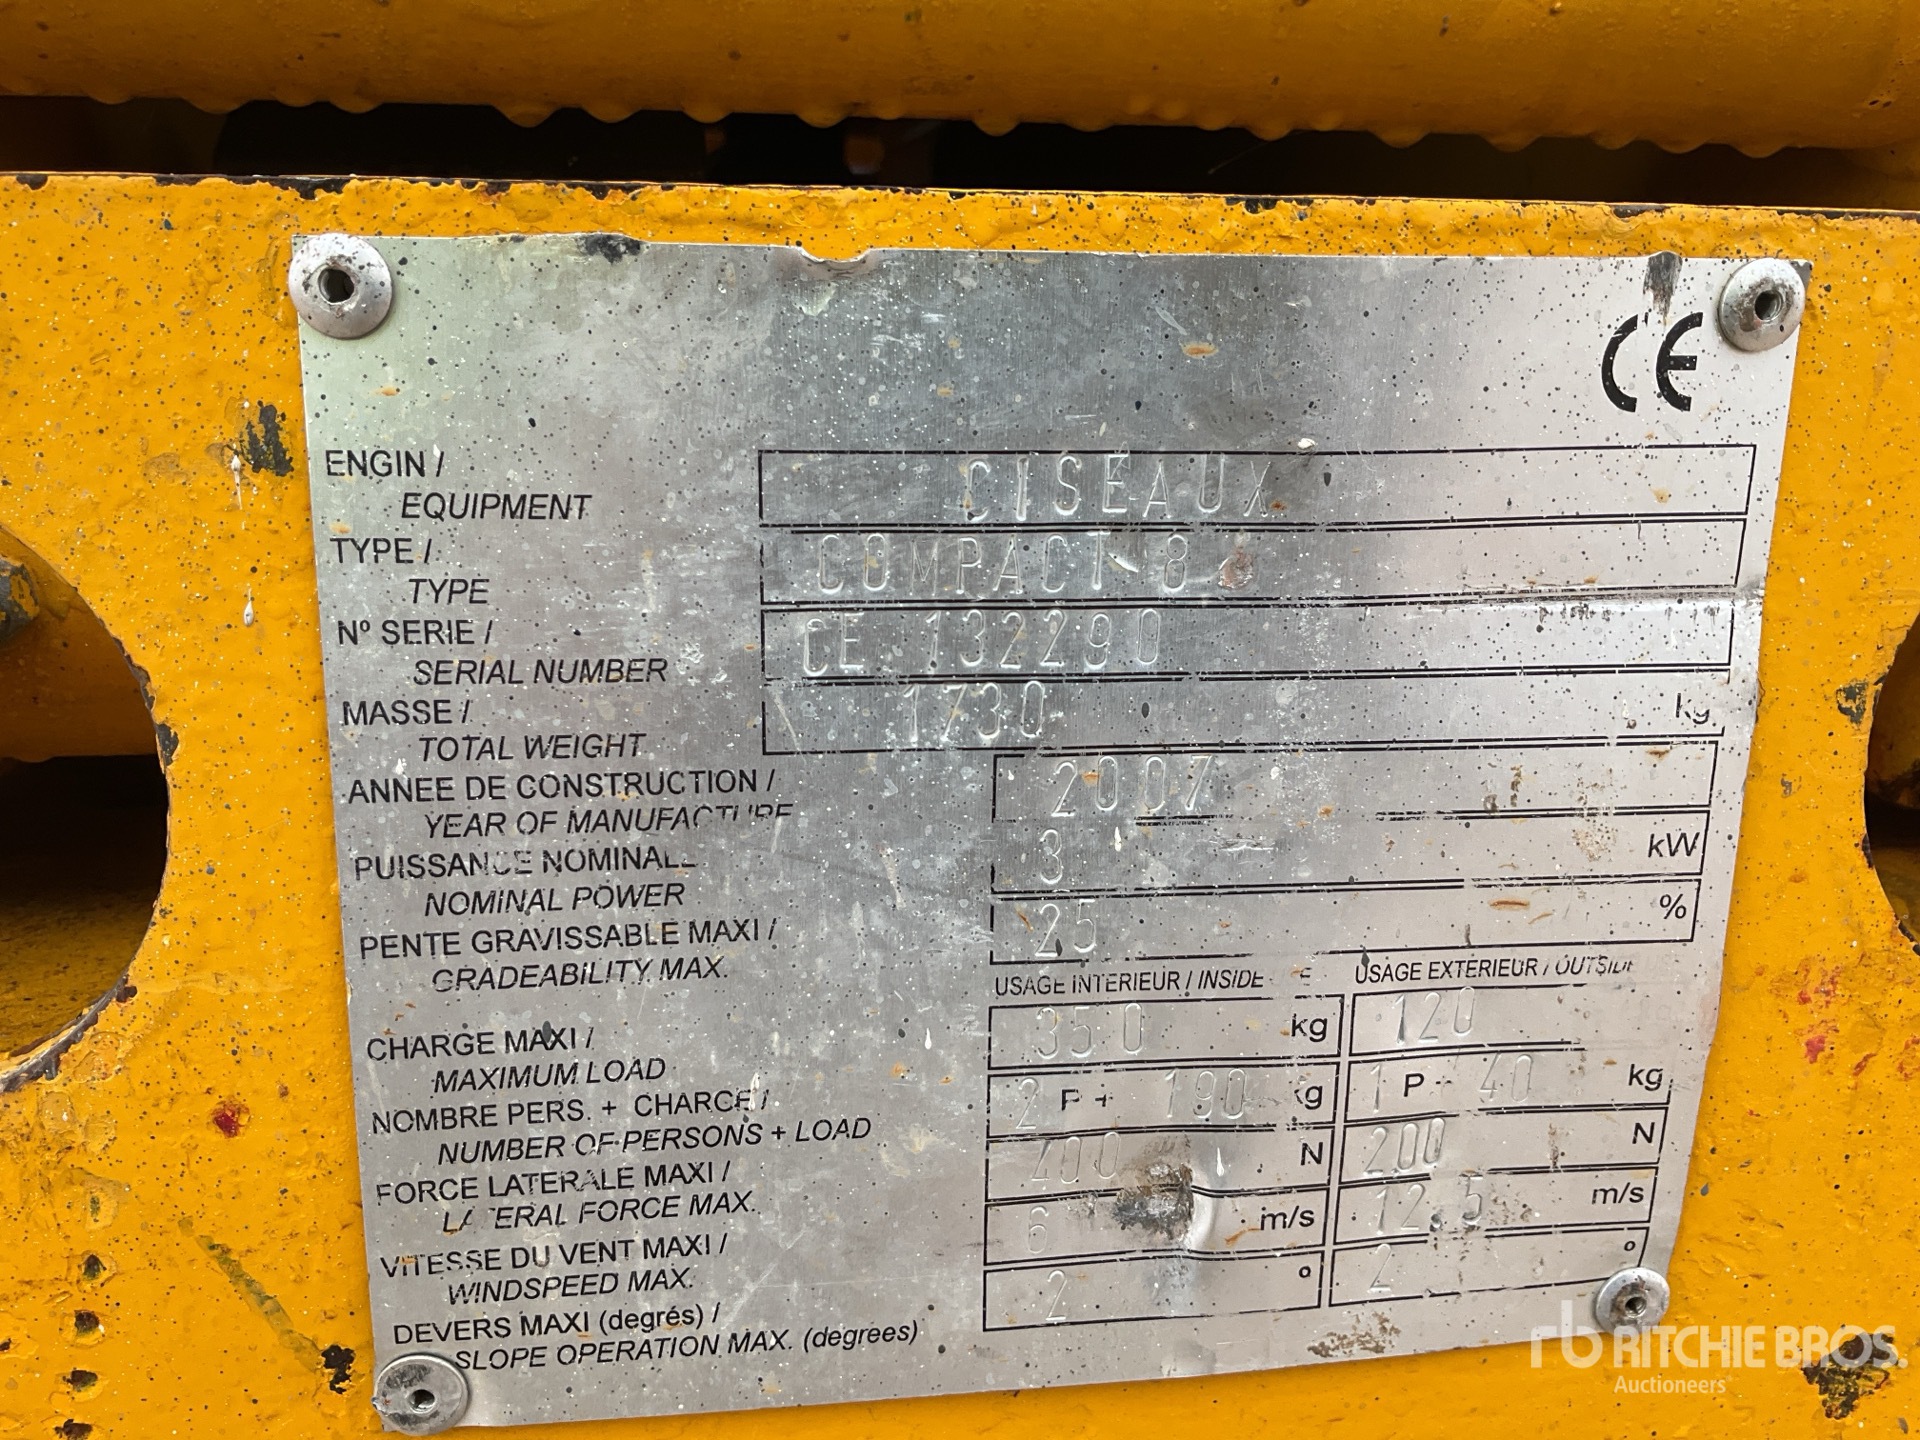 CE
ENGIN / CISEAUX
EQUIPMENT
TYPE / COMPACT 8
TYPE
Nº SERIE / CE 132290
SERIAL NUMBER
MASSE / 1730 kg
TOTAL WEIGHT
ANNEE DE CONSTRUCTION / 2007
YEAR OF MANUFACTURE
PUISSANCE NOMINALE 3 kW
NOMINAL POWER
PENTE GRAVISSABLE MAXI / 25 %
GRADEABILITY MAX.
USAGE INTERIEUR / INSIDE USAGE EXTERIEUR / OUTSIDE
CHARGE MAXI / 350 kg 120
MAXIMUM LOAD
NOMBRE PERS. + CHARGE / 2 P + 190 kg 1 P 40 kg
NUMBER OF PERSONS + LOAD
FORCE LATERALE MAXI / 400 N 200 N
LATERAL FORCE MAX.
VITESSE DU VENT MAXI / 6 m/s 12,5 m/s
WINDSPEED MAX.
DEVERS MAXI (degrés) / 2 º 2 º
SLOPE OPERATION MAX. (degrees)
rb RITCHIE BROS.
Auctioneers